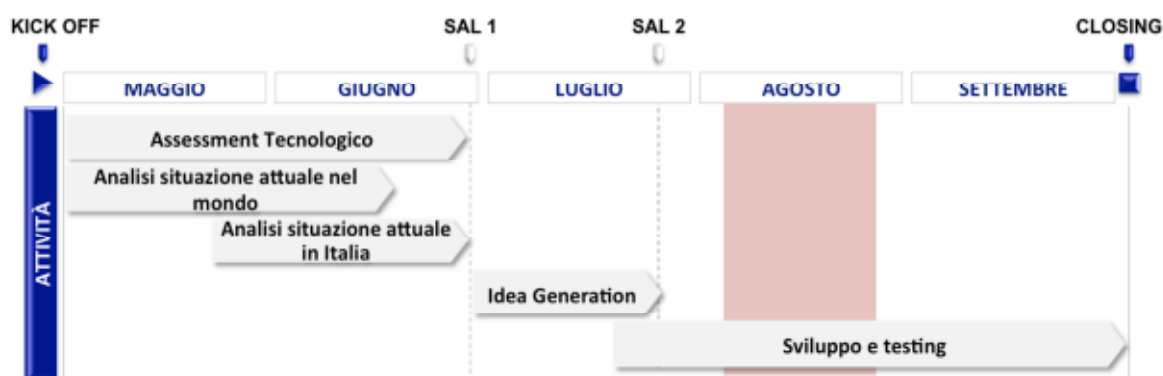 KICK OFF
SAL 1
SAL 2
CLOSING
MAGGIO
GIUGNO
LUGLIO
AGOSTO
SETTEMBRE
ATTIVITÀ
Assessment Tecnologico
Analisi situazione attuale nel
mondo
Analisi situazione attuale
in Italia
Idea Generation
Sviluppo e testing